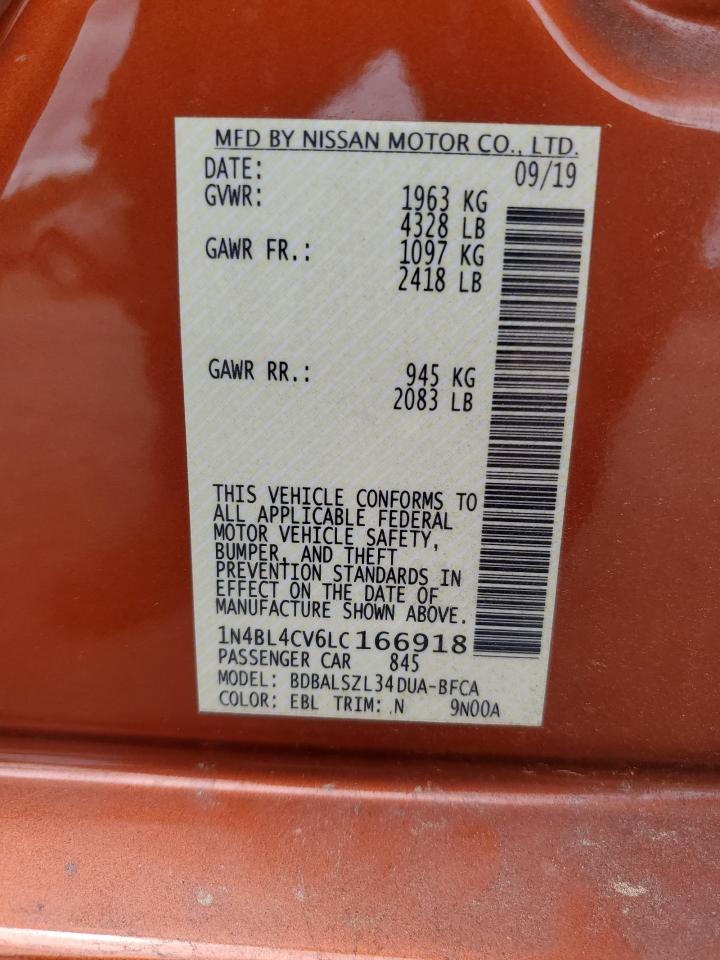 MFD BY NISSAN MOTOR CO., LTD.
DATE: 09/19
GVWR: 1963 KG
4328 LB
GAWR FR.: 1097 KG
2418 LB
GAWR RR.: 945 KG
2083 LB
THIS VEHICLE CONFORMS TO
ALL APPLICABLE FEDERAL
MOTOR VEHICLE SAFETY,
BUMPER, AND THEFT
PREVENTION STANDARDS IN
EFFECT ON THE DATE OF
MANUFACTURE SHOWN ABOVE.
1N4BL4CV6LC166918
PASSENGER CAR 845
MODEL: BDBALSZL34DUA-BFCA
COLOR: EBL TRIM: N 9N00A